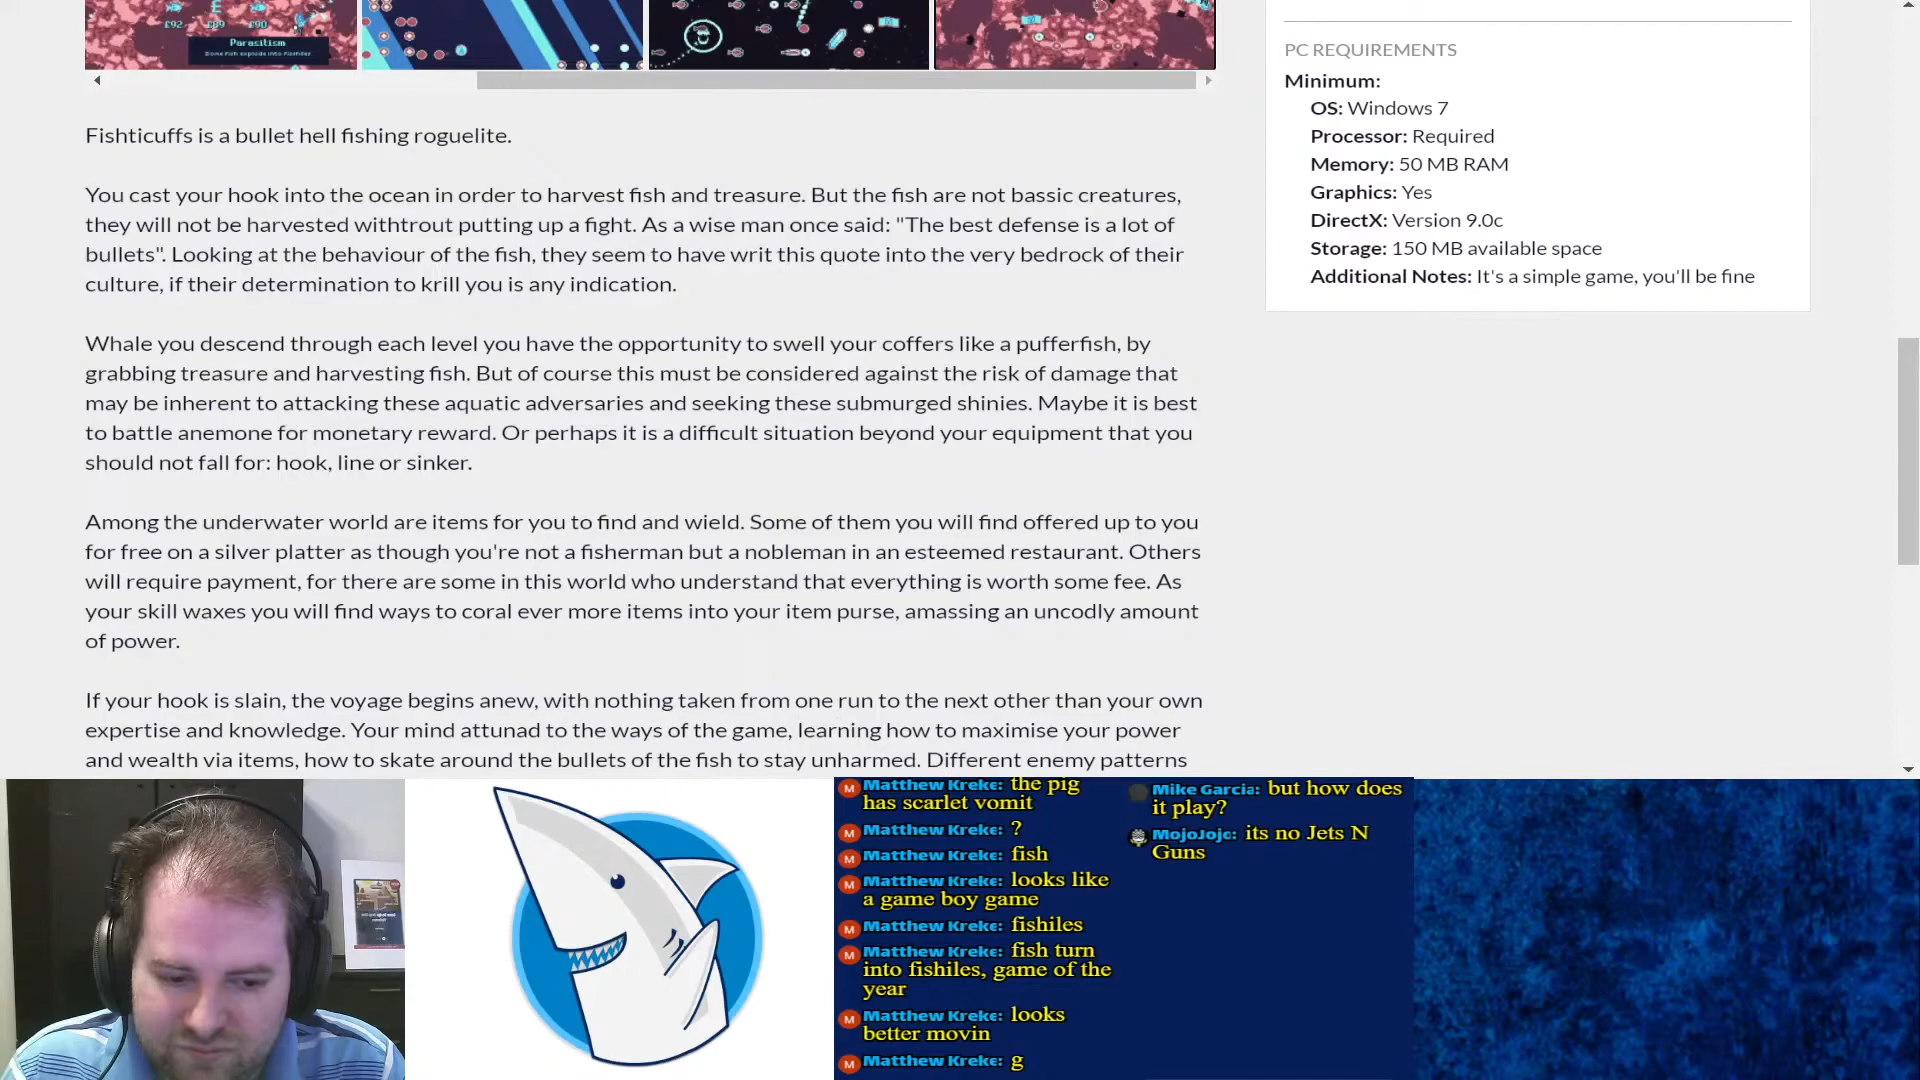 £92 £89 £90
Parasitism
Some fish explode into fishiles
Fishticuffs is a bullet hell fishing roguelite.
You cast your hook into the ocean in order to harvest fish and treasure. But the fish are not bassic creatures,
they will not be harvested withtrout putting up a fight. As a wise man once said: "The best defense is a lot of
bullets". Looking at the behaviour of the fish, they seem to have writ this quote into the very bedrock of their
culture, if their determination to krill you is any indication.
Whale you descend through each level you have the opportunity to swell your coffers like a pufferfish, by
grabbing treasure and harvesting fish. But of course this must be considered against the risk of damage that
may be inherent to attacking these aquatic adversaries and seeking these submurged shinies. Maybe it is best
to battle anemone for monetary reward. Or perhaps it is a difficult situation beyond your equipment that you
should not fall for: hook, line or sinker.
Among the underwater world are items for you to find and wield. Some of them you will find offered up to you
for free on a silver platter as though you're not a fisherman but a nobleman in an esteemed restaurant. Others
will require payment, for there are some in this world who understand that everything is worth some fee. As
your skill waxes you will find ways to coral ever more items into your item purse, amassing an uncodly amount
of power.
If your hook is slain, the voyage begins anew, with nothing taken from one run to the next other than your own
expertise and knowledge. Your mind attunad to the ways of the game, learning how to maximise your power
and wealth via items, how to skate around the bullets of the fish to stay unharmed. Different enemy patterns
PC REQUIREMENTS
Minimum:
OS: Windows 7
Processor: Required
Memory: 50 MB RAM
Graphics: Yes
DirectX: Version 9.0c
Storage: 150 MB available space
Additional Notes: It's a simple game, you'll be fine
Matthew Kreke: the pig
has scarlet vomit
Matthew Kreke: ?
Matthew Kreke: fish
Matthew Kreke: looks like
a game boy game
Matthew Kreke: fishiles
Matthew Kreke: fish turn
into fishiles, game of the
year
Matthew Kreke: looks
better movin
Matthew Kreke: g
Mike Garcia: but how does
it play?
MojoJojo: its no Jets N
Guns